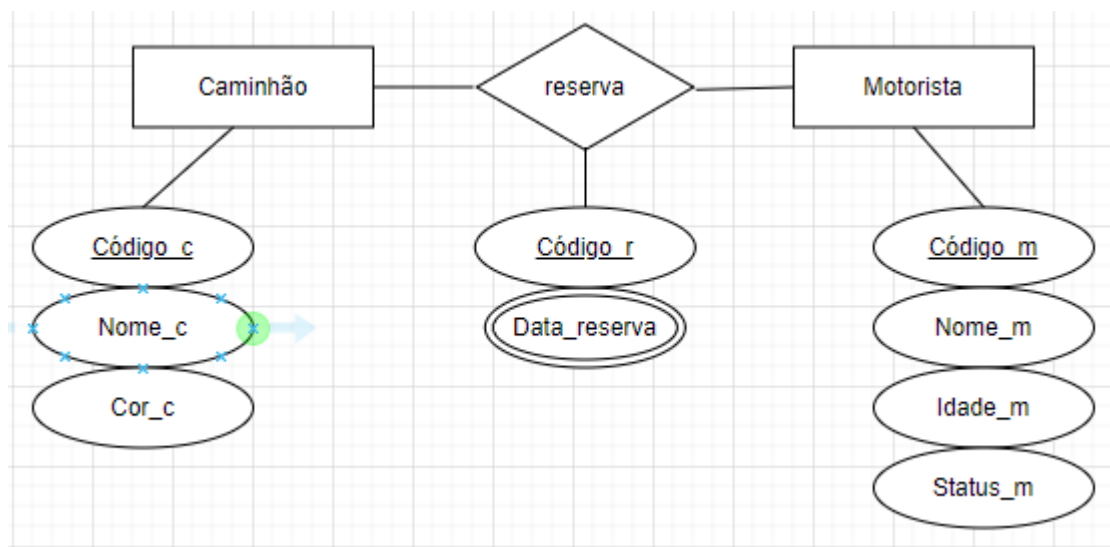 Caminhão
reserva
Motorista
Código_c
Nome_c
Cor_c
Código_r
Data_reserva
Código_m
Nome_m
Idade_m
Status_m